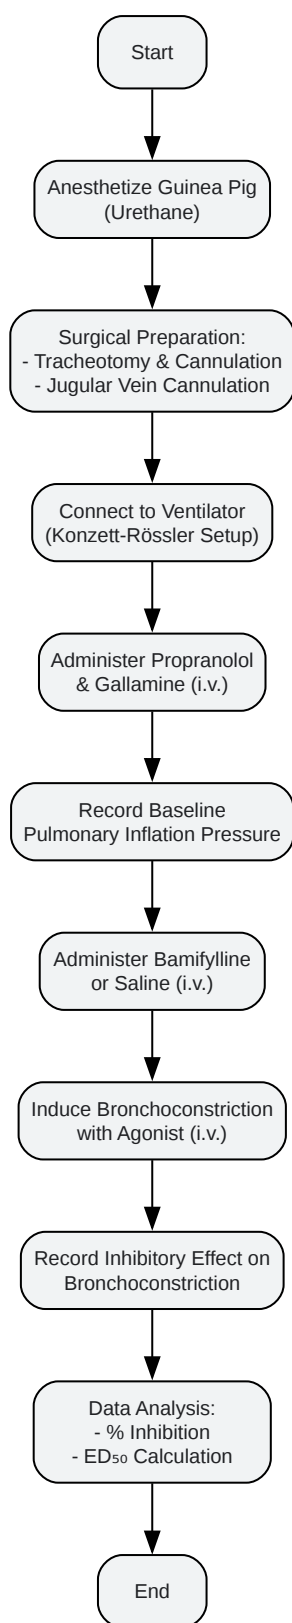 Start
Anesthetize Guinea Pig
(Urethane)
Surgical Preparation:
- Tracheotomy & Cannulation
- Jugular Vein Cannulation
Connect to Ventilator
(Konzett-Rössler Setup)
Administer Propranolol
& Gallamine (i.v.)
Record Baseline
Pulmonary Inflation Pressure
Administer Bamifylline
or Saline (i.v.)
Induce Bronchoconstriction
with Agonist (i.v.)
Record Inhibitory Effect on
Bronchoconstriction
Data Analysis:
- % Inhibition
- ED₅₀ Calculation
End